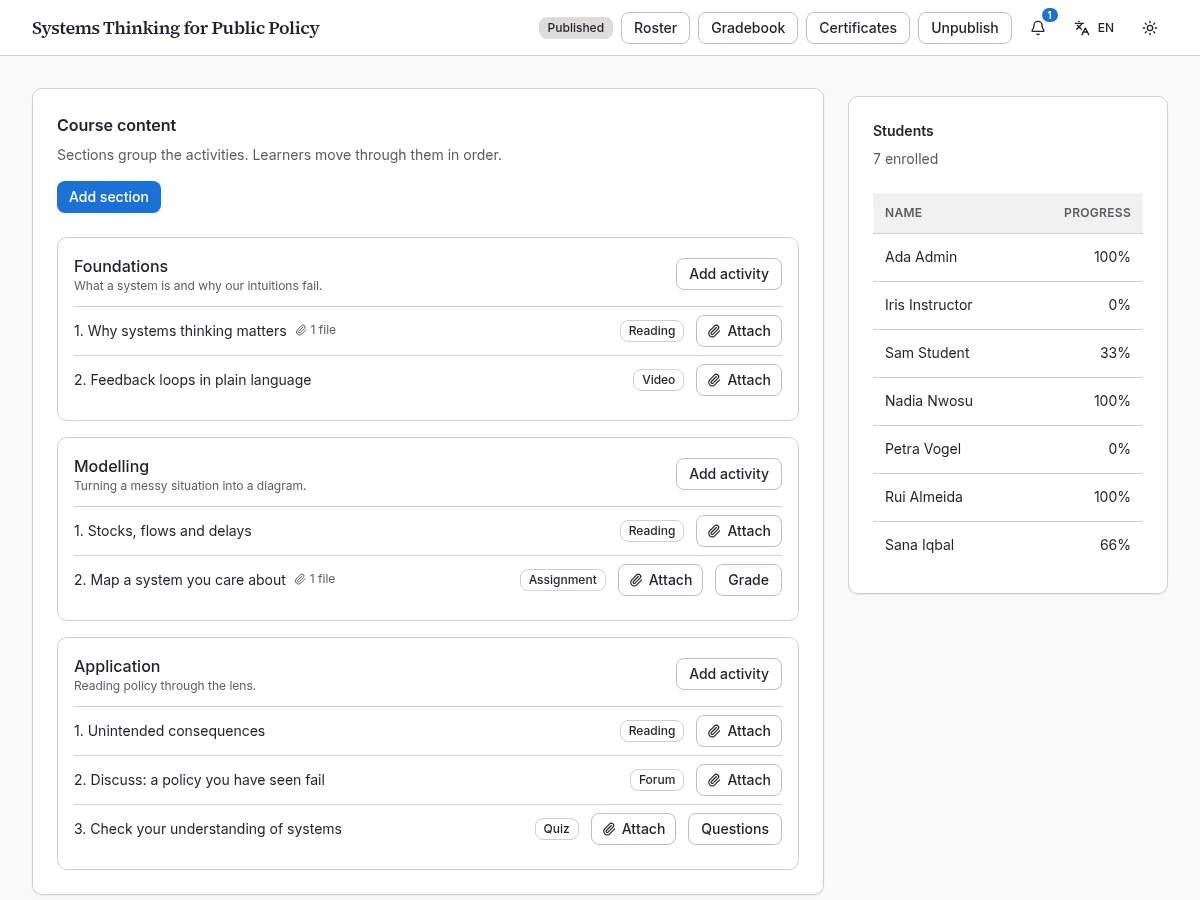 Systems Thinking for Public Policy
Published
Roster
Gradebook
Certificates
Unpublish
1
EN
Course content
Sections group the activities. Learners move through them in order.
Add section
Foundations
What a system is and why our intuitions fail.
Add activity
1. Why systems thinking matters 1 file Reading Attach
2. Feedback loops in plain language Video Attach
Modelling
Turning a messy situation into a diagram.
Add activity
1. Stocks, flows and delays Reading Attach
2. Map a system you care about 1 file Assignment Attach Grade
Application
Reading policy through the lens.
Add activity
1. Unintended consequences Reading Attach
2. Discuss: a policy you have seen fail Forum Attach
3. Check your understanding of systems Quiz Attach Questions
Students
7 enrolled
NAME PROGRESS
Ada Admin 100%
Iris Instructor 0%
Sam Student 33%
Nadia Nwosu 100%
Petra Vogel 0%
Rui Almeida 100%
Sana Iqbal 66%